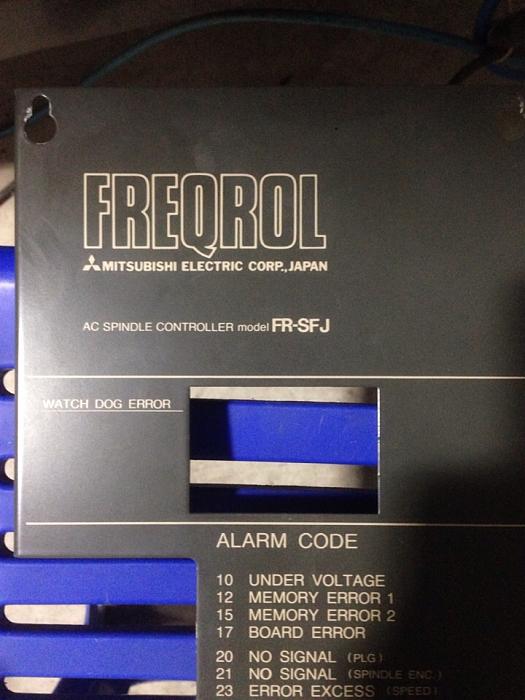 FREQROL
MITSUBISHI ELECTRIC CORP., JAPAN
AC SPINDLE CONTROLLER model FR-SFJ
WATCH DOG ERROR
ALARM CODE
10 UNDER VOLTAGE
12 MEMORY ERROR 1
15 MEMORY ERROR 2
17 BOARD ERROR
20 NO SIGNAL (PLG)
21 NO SIGNAL (SPINDLE ENC.)
23 ERROR EXCESS (SPEED)